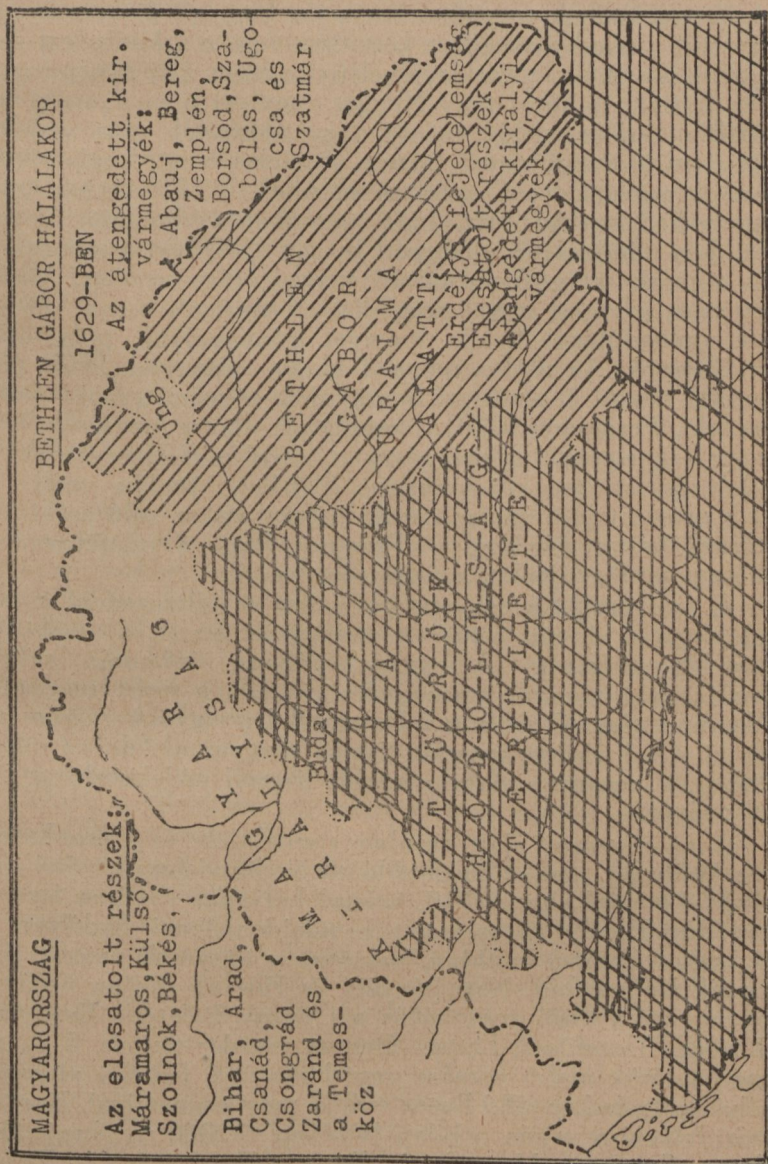 MAGYARORSZÁG
BETHLEN GÁBOR HALÁLAKOR
1629-BEN
Az elcsatolt részek:
Máramaros,Külső
Szolnok,Békés,
Bihar, Arad,
Csanád,
Csongrád
Zaránd és
a Temes-
köz
Az átengedett kir.
vármegyék:
Abauj, Bereg,
Zemplén,
Borsod,Sza-
bolcs, Ugo-
csa és
Szatmár
Ung
KIRÁLYI
MAGYARORSZÁG
Buda
BETHLEN
GÁBOR
URALMA
ALATT:
Erdélyi fejedelemség
Elcsatolt részek
Átengedett királyi
vármegyék
A
TÖRÖK
HÓDOLTSÁG
TERÜLETE